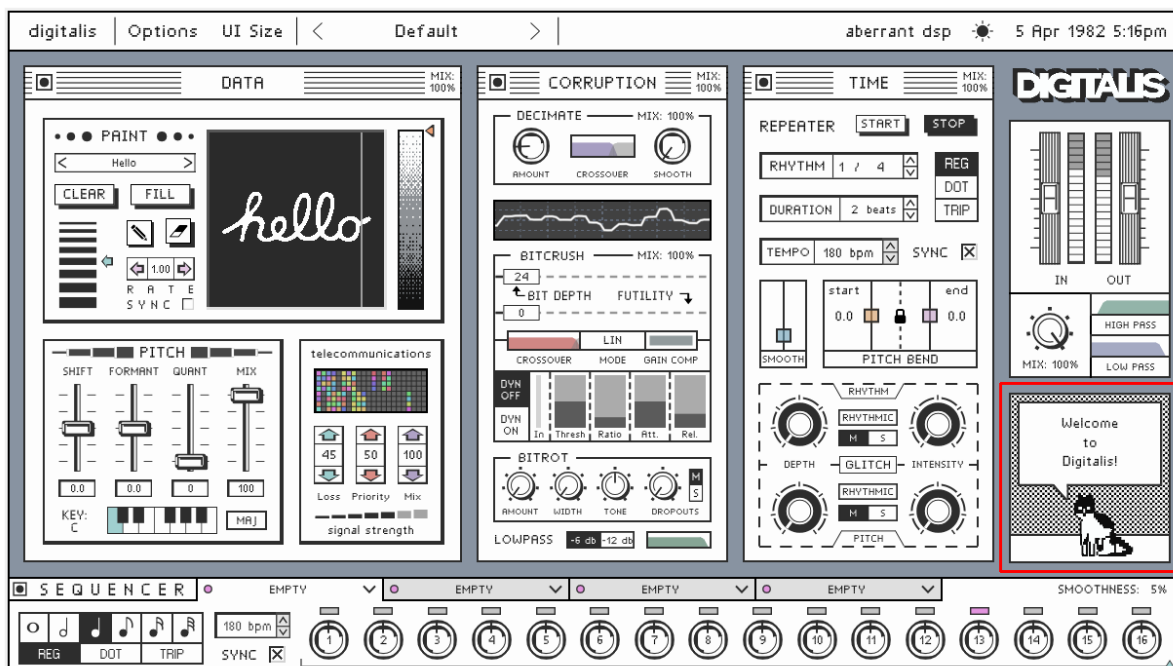 digitalis Options UI Size < Default > aberrant dsp 5 Apr 1982 5:16pm
DATA MIX: 100%
PAINT
< Hello >
CLEAR FILL
1.00
RATE
SYNC
hello
PITCH
SHIFT FORMANT QUANT MIX
0.0 0.0 0 100
KEY: C MAJ
telecommunications
45 50 100
Loss Priority Mix
signal strength
CORRUPTION MIX: 100%
DECIMATE MIX: 100%
AMOUNT CROSSOVER SMOOTH
BITCRUSH MIX: 100%
24
BIT DEPTH FUTILITY
0
LIN
CROSSOVER MODE GAIN COMP
DYN OFF
DYN ON
In Thresh Ratio Att. Rel.
BITROT
M
S
AMOUNT WIDTH TONE DROPOUTS
LOWPASS -6 db -12 db
TIME MIX: 100%
REPEATER START STOP
RHYTHM 1 / 4 REG
DOT
DURATION 2 beats TRIP
TEMPO 180 bpm SYNC
start end
0.0 0.0
SMOOTH PITCH BEND
RHYTHM
RHYTHMIC
M S
DEPTH GLITCH INTENSITY
RHYTHMIC
M S
PITCH
DIGITALIS
IN OUT
HIGH PASS
MIX: 100% LOW PASS
Welcome
to
Digitalis!
SEQUENCER EMPTY EMPTY EMPTY EMPTY SMOOTHNESS: 5%
180 bpm
REG DOT TRIP SYNC
1 2 3 4 5 6 7 8 9 10 11 12 13 14 15 16